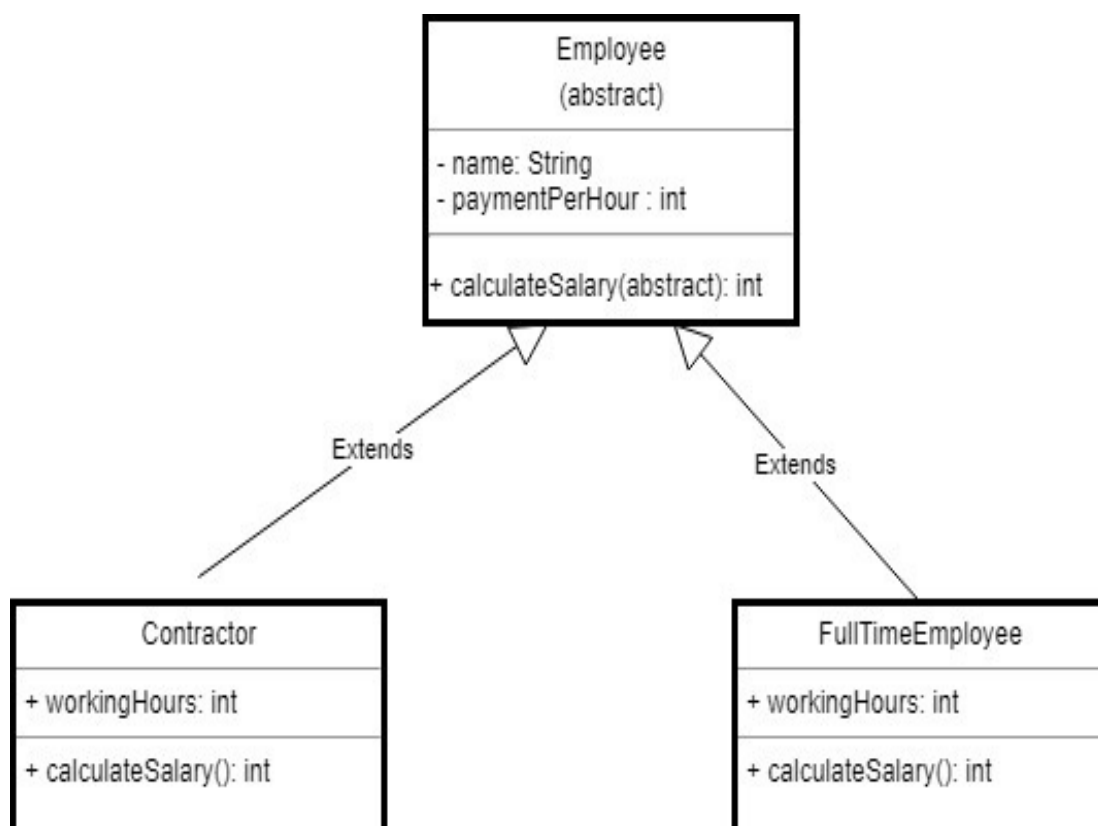 Employee
(abstract)
- name: String
- paymentPerHour : int
+ calculateSalary(abstract): int
Extends
Extends
Contractor
+ workingHours: int
+ calculateSalary(): int
FullTimeEmployee
+ workingHours: int
+ calculateSalary(): int